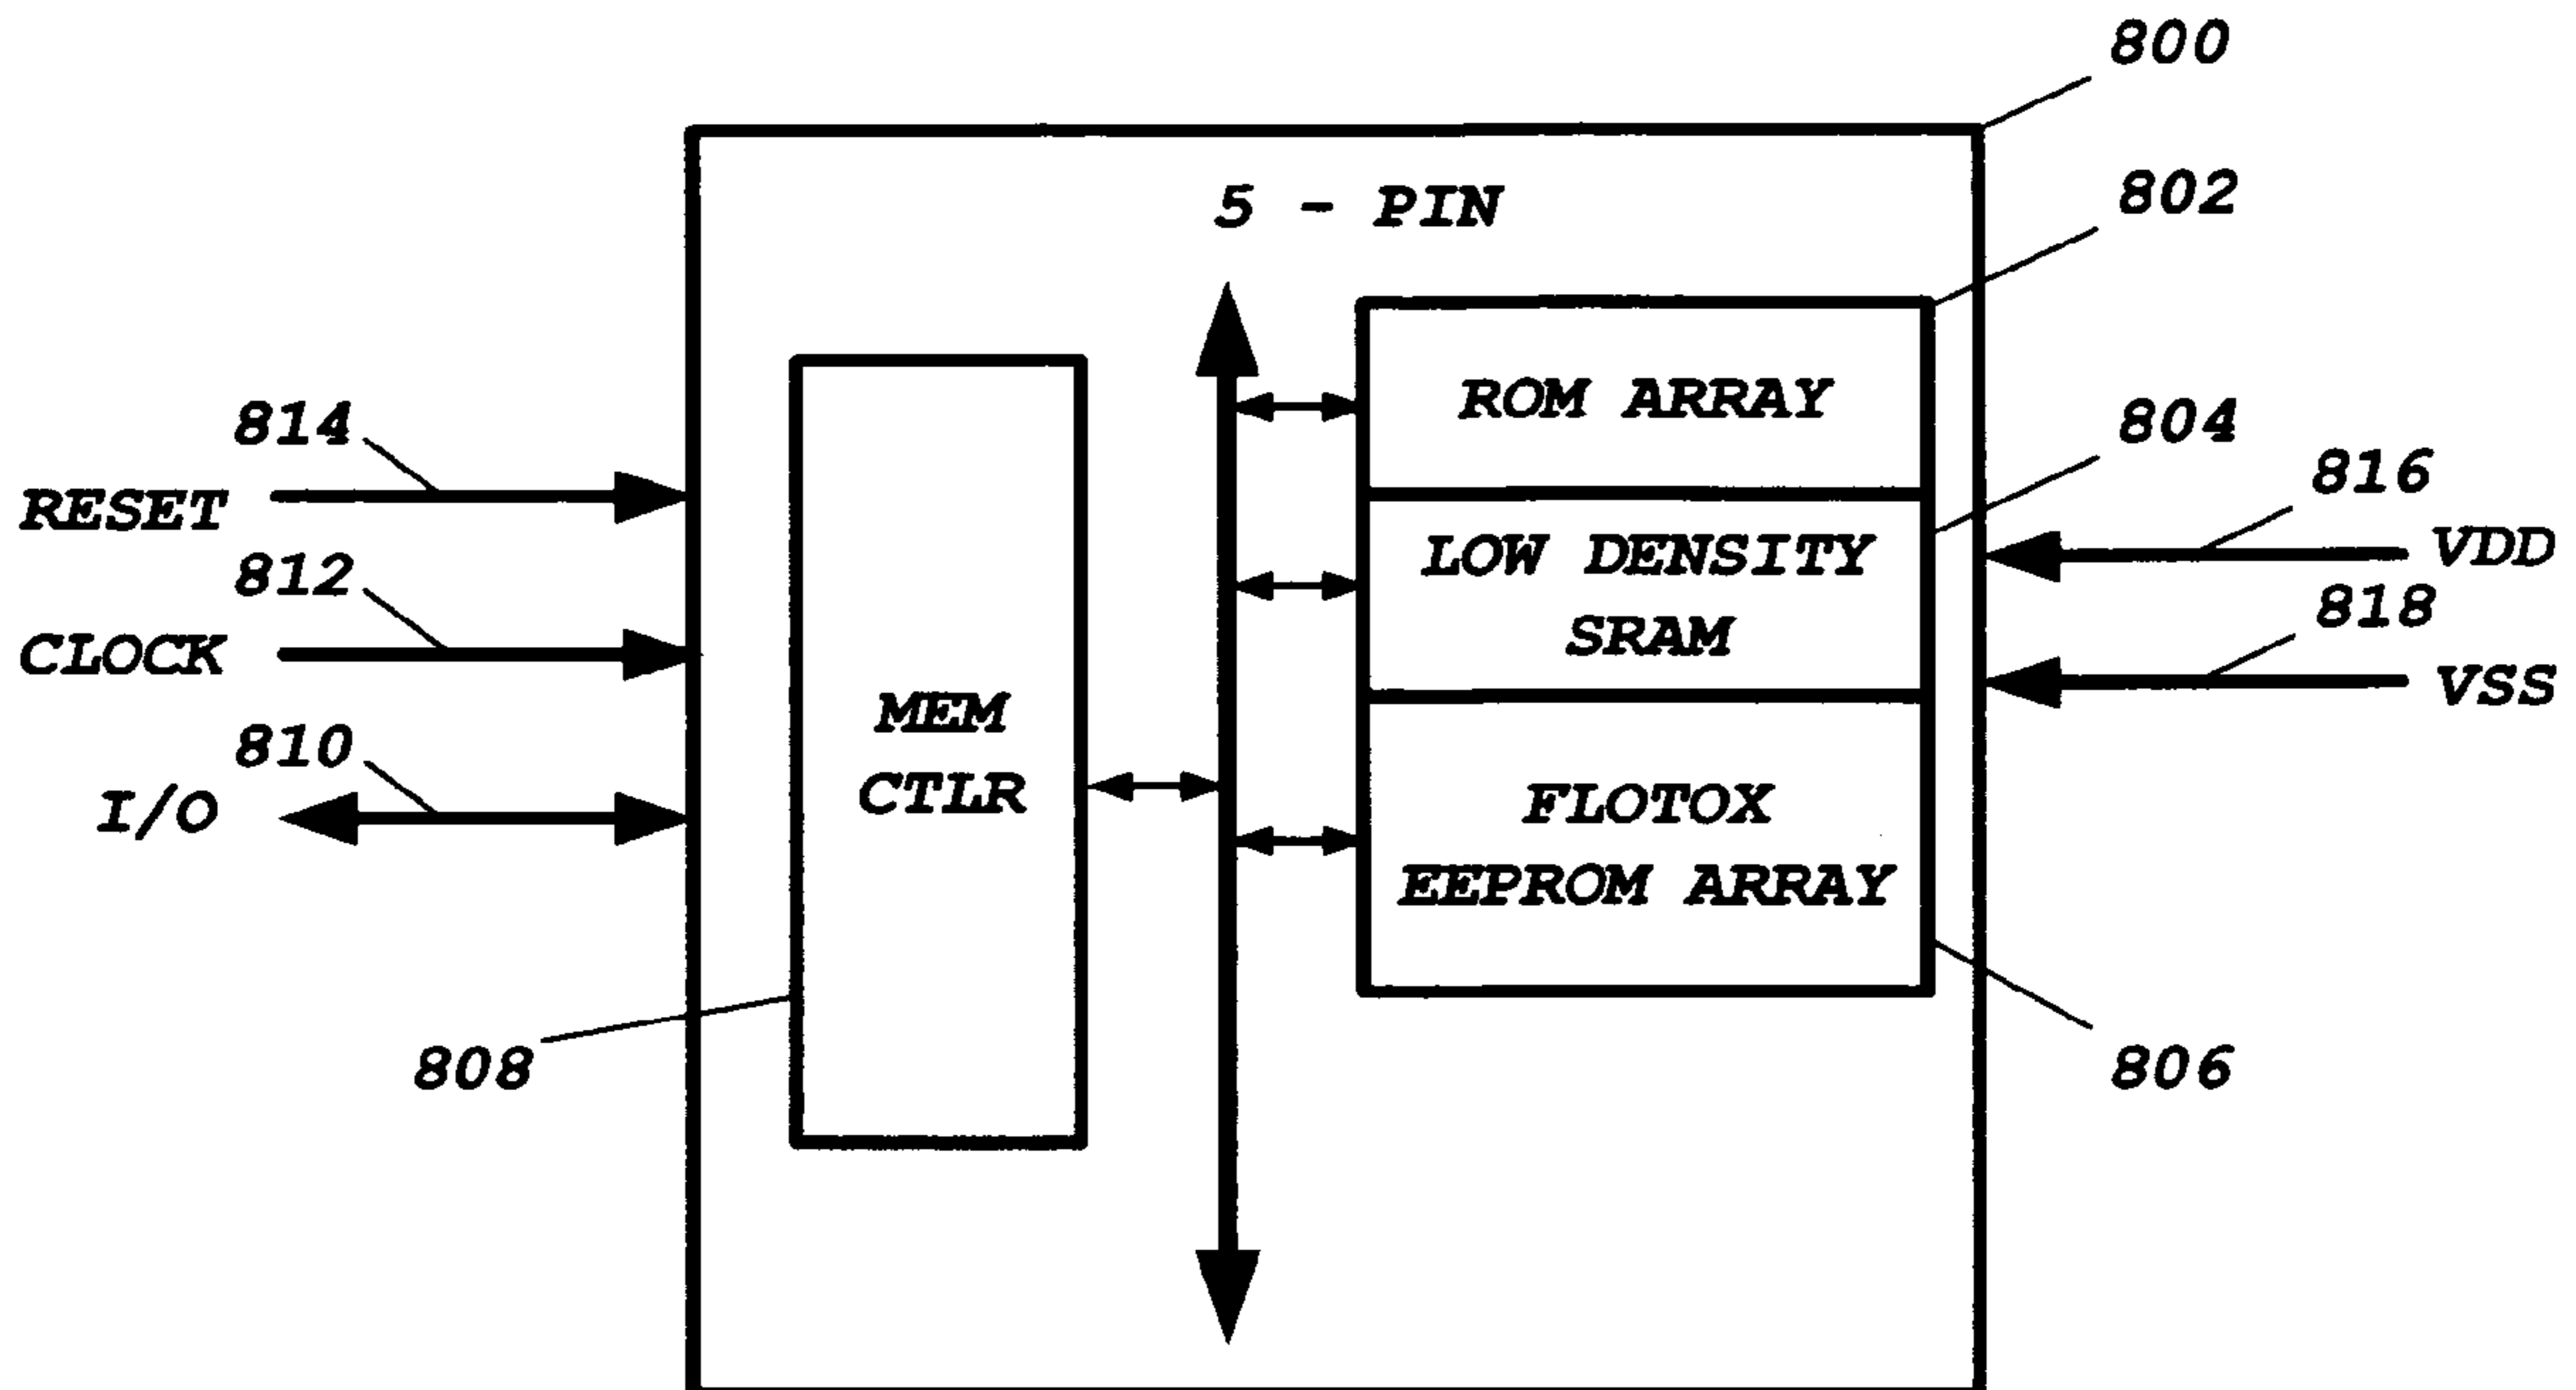 800
5 - PIN
802
ROM ARRAY
814
RESET
804
LOW DENSITY
SRAM
816
VDD
812
CLOCK
818
VSS
MEM
CTLR
810
I/O
FLOTOX
EEPROM ARRAY
808
806